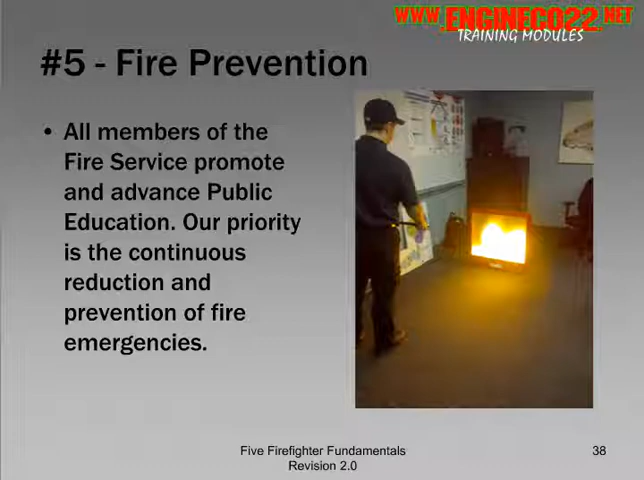 WWW.ENGINECO22.NET
TRAINING MODULES
#5 - Fire Prevention
• All members of the
Fire Service promote
and advance Public
Education. Our priority
is the continuous
reduction and
prevention of fire
emergencies.
Five Firefighter Fundamentals
Revision 2.0
38